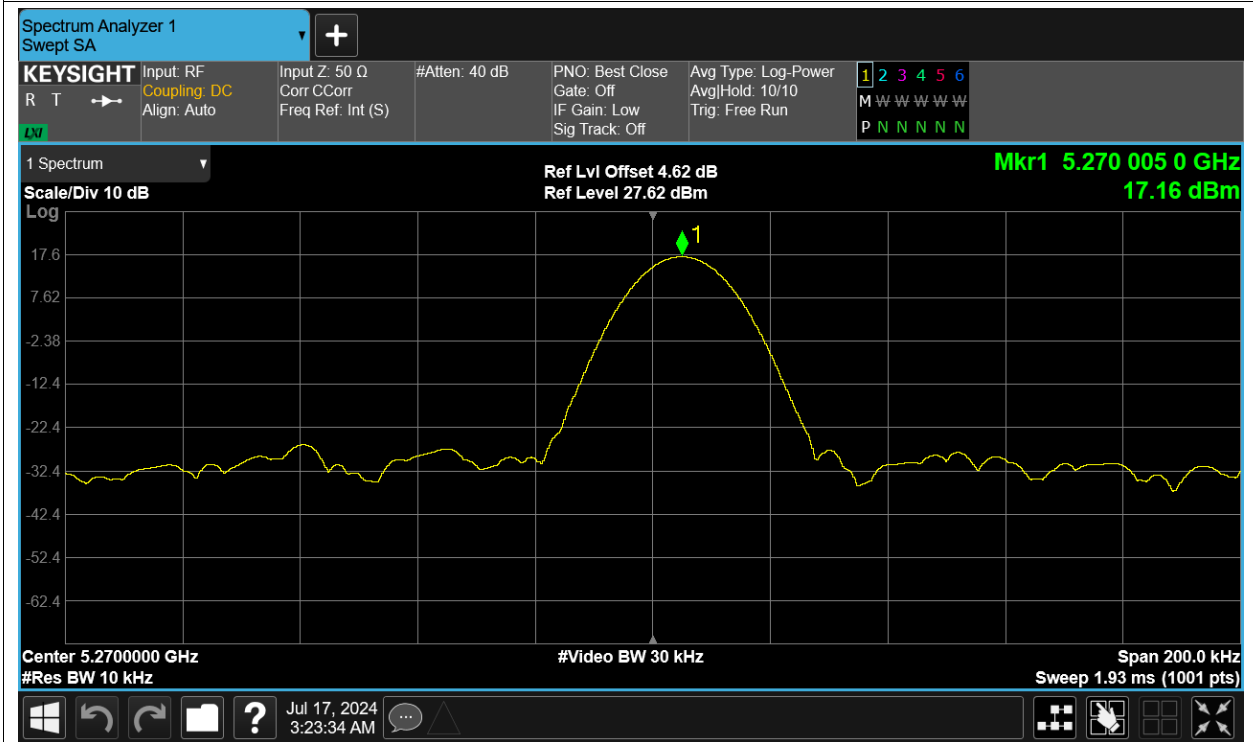 Spectrum Analyzer 1
Swept SA
+
KEYSIGHT
R T
LXI
Input: RF
Coupling: DC
Align: Auto
Input Z: 50 Ω
Corr CCorr
Freq Ref: Int (S)
#Atten: 40 dB
PNO: Best Close
Gate: Off
IF Gain: Low
Sig Track: Off
Avg Type: Log-Power
Avg|Hold: 10/10
Trig: Free Run
1 2 3 4 5 6
M W W W W W
P N N N N N
1 Spectrum
Scale/Div 10 dB
Log
Ref Lvl Offset 4.62 dB
Ref Level 27.62 dBm
Mkr1 5.270 005 0 GHz
17.16 dBm
1
17.6
7.62
-2.38
-12.4
-22.4
-32.4
-42.4
-52.4
-62.4
Center 5.2700000 GHz
#Res BW 10 kHz
#Video BW 30 kHz
Span 200.0 kHz
Sweep 1.93 ms (1001 pts)
?
Jul 17, 2024
3:23:34 AM